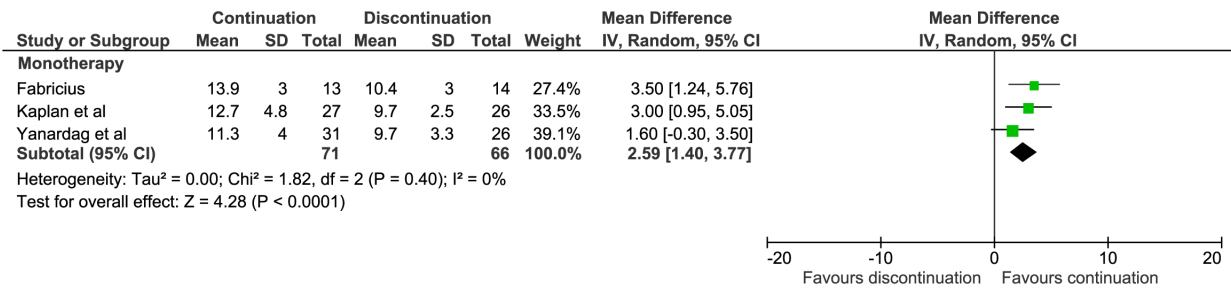 Continuation Discontinuation Mean Difference Mean Difference
Study or Subgroup Mean SD Total Mean SD Total Weight IV, Random, 95% CI IV, Random, 95% CI
Monotherapy
Fabricius 13.9 3 13 10.4 3 14 27.4% 3.50 [1.24, 5.76]
Kaplan et al 12.7 4.8 27 9.7 2.5 26 33.5% 3.00 [0.95, 5.05]
Yanardag et al 11.3 4 31 9.7 3.3 26 39.1% 1.60 [-0.30, 3.50]
Subtotal (95% CI) 71 66 100.0% 2.59 [1.40, 3.77]
Heterogeneity: Tau² = 0.00; Chi² = 1.82, df = 2 (P = 0.40); I² = 0%
Test for overall effect: Z = 4.28 (P < 0.0001)
-20 -10 0 10 20
Favours discontinuation Favours continuation